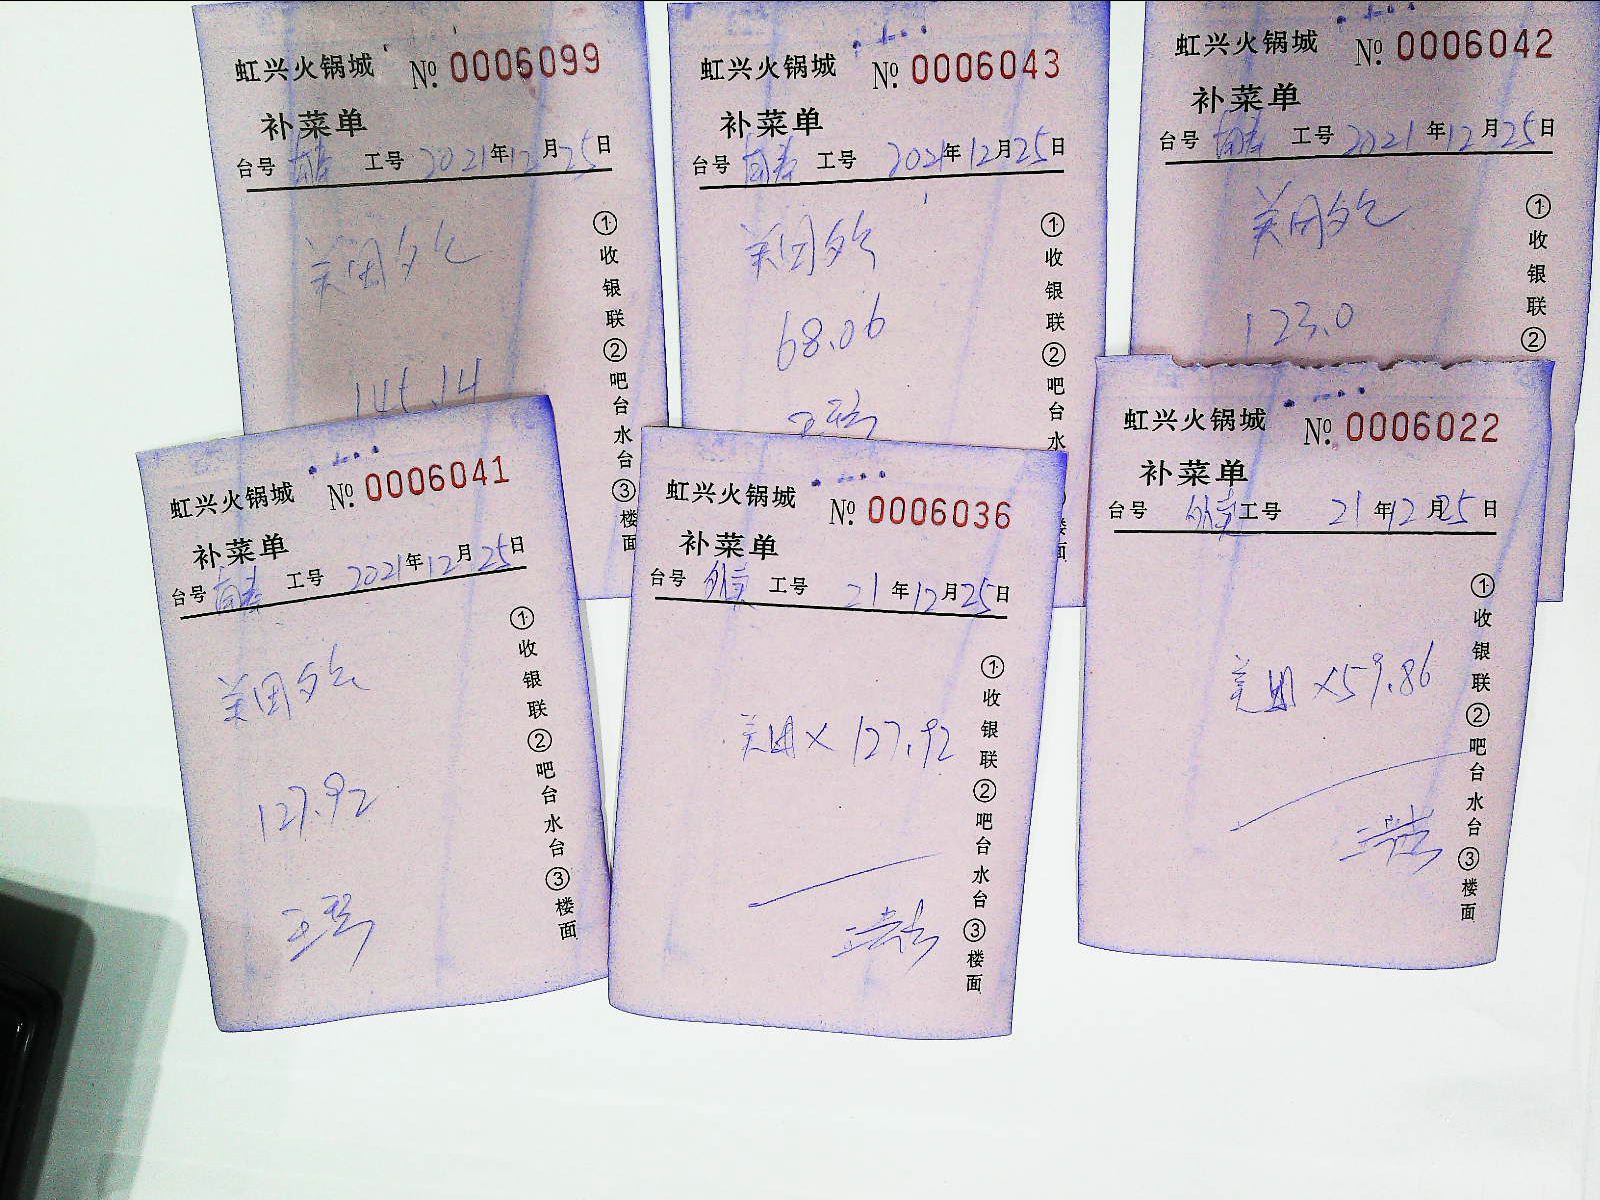 虹兴火锅城 № 0006099
补菜单
台号 工号 2021年12月25日
美团外
145.14
①收银联②吧台水台③楼面
虹兴火锅城 № 0006043
补菜单
台号 工号 2021年12月25日
美团外
68.06
①收银联②吧台水
虹兴火锅城 № 0006042
补菜单
台号 工号 2021年12月25日
美团外
123.0
①收银联②
虹兴火锅城 № 0006041
补菜单
台号 工号 2021年12月25日
美团外
127.92
①收银联②吧台水台③楼面
虹兴火锅城 № 0006036
补菜单
台号 外卖 工号 21年12月25日
美团×127.92
①收银联②吧台水台③楼面
虹兴火锅城 № 0006022
补菜单
台号 外卖 工号 21年12月25日
美团×59.86
①收银联②吧台水台③楼面